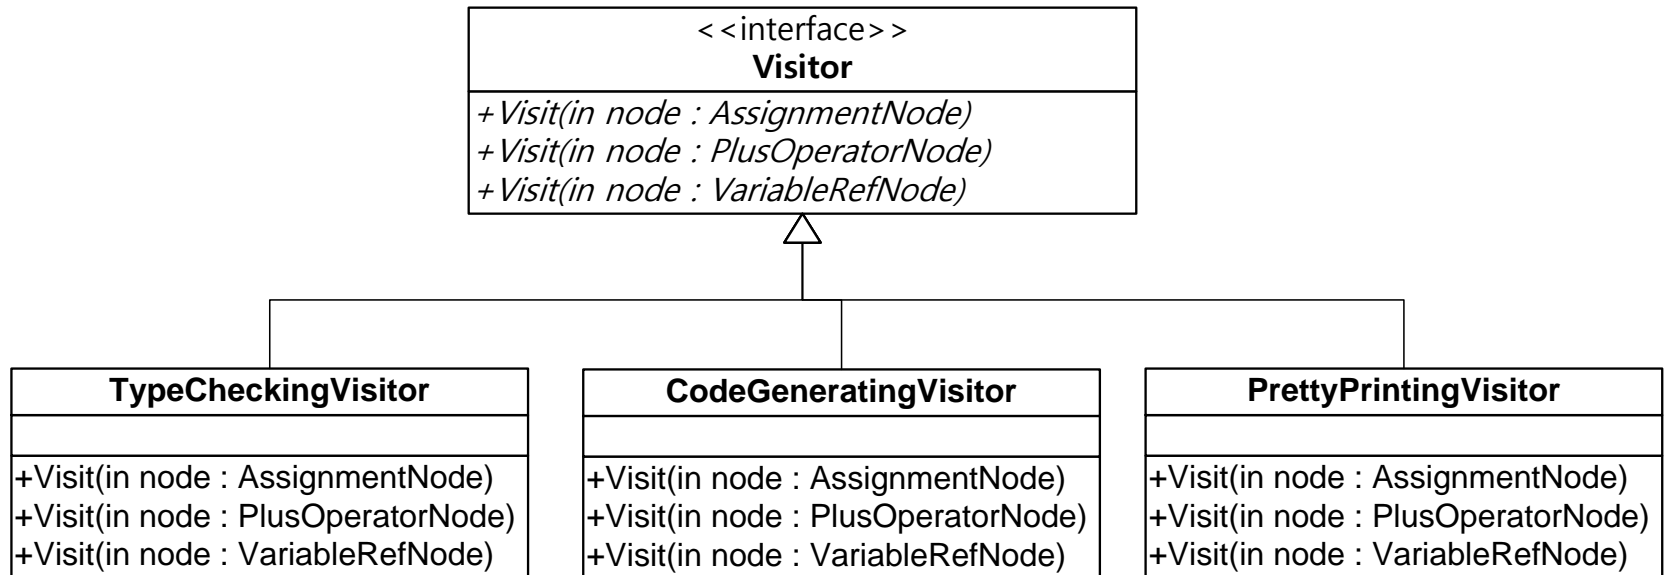 <<interface>>
Visitor
+Visit(in node : AssignmentNode)
+Visit(in node : PlusOperatorNode)
+Visit(in node : VariableRefNode)
TypeCheckingVisitor
+Visit(in node : AssignmentNode)
+Visit(in node : PlusOperatorNode)
+Visit(in node : VariableRefNode)
CodeGeneratingVisitor
+Visit(in node : AssignmentNode)
+Visit(in node : PlusOperatorNode)
+Visit(in node : VariableRefNode)
PrettyPrintingVisitor
+Visit(in node : AssignmentNode)
+Visit(in node : PlusOperatorNode)
+Visit(in node : VariableRefNode)